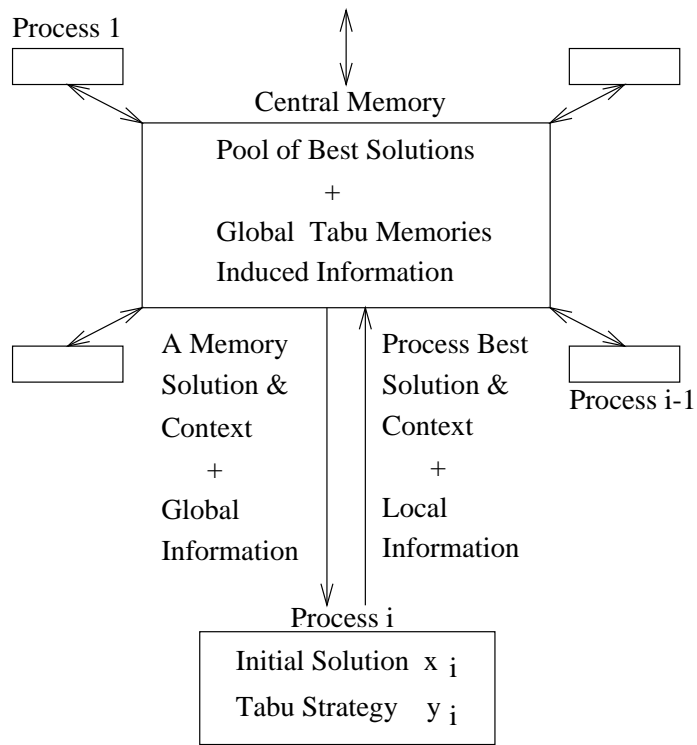 Process 1
Central Memory
Pool of Best Solutions
+
Global Tabu Memories
Induced Information
A Memory
Solution &
Context
+
Global
Information
Process Best
Solution &
Context
+
Local
Information
Process i-1
Process i
Initial Solution x i
Tabu Strategy y i